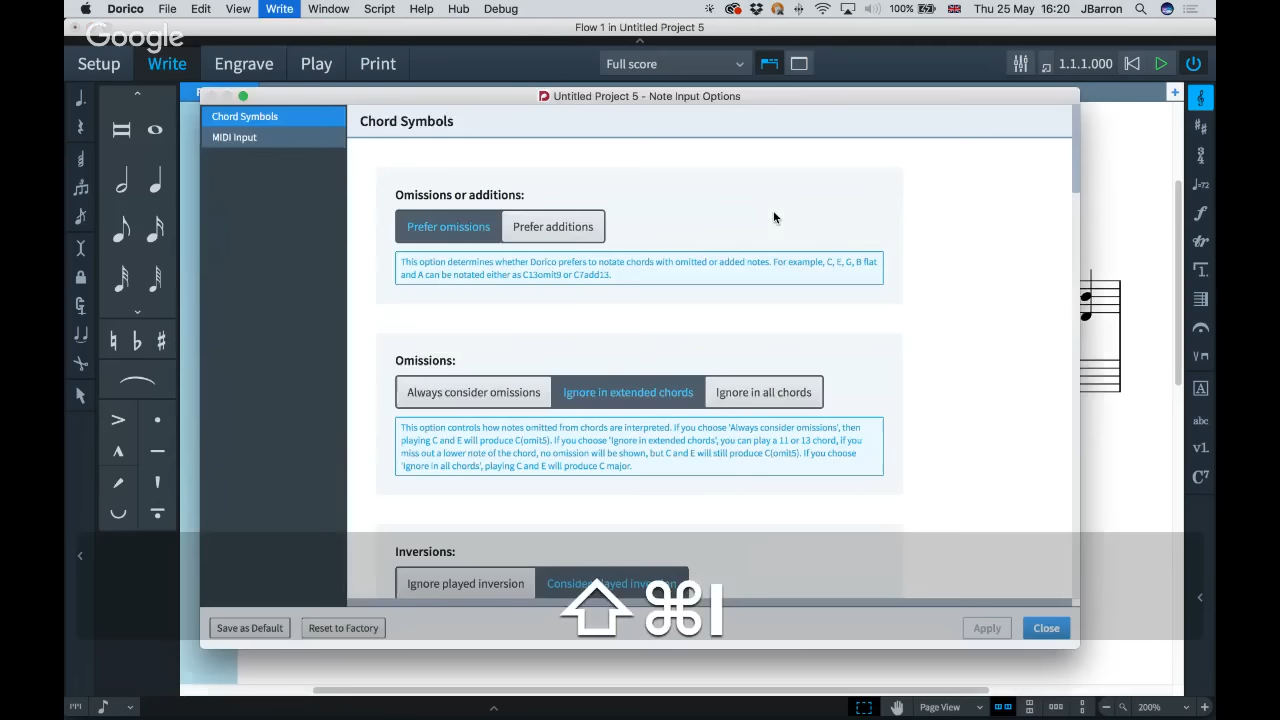 Dorico File Edit View Write Window Script Help Hub Debug 100% Thu 25 May 16:20 JBarron
Flow 1 in Untitled Project 5
Google
Setup Write Engrave Play Print Full score 1.1.1.000
Untitled Project 5 - Note Input Options
Chord Symbols
MIDI Input
Chord Symbols
Omissions or additions:
Prefer omissions Prefer additions
This option determines whether Dorico prefers to notate chords with omitted or added notes. For example, C, E, G, B flat
and A can be notated either as C13omit9 or C7add13.
Omissions:
Always consider omissions Ignore in extended chords Ignore in all chords
This option controls how notes omitted from chords are interpreted. If you choose 'Always consider omissions', then
playing C and E will produce C(omit5). If you choose 'Ignore in extended chords', you can play a 11 or 13 chord, if you
miss out a lower note of the chord, no omission will be shown, but C and E will still produce C(omit5). If you choose
'Ignore in all chords', playing C and E will produce C major.
Inversions:
Ignore played inversion
⇧⌘I
Save as Default Reset to Factory Apply Close
Page View 200%